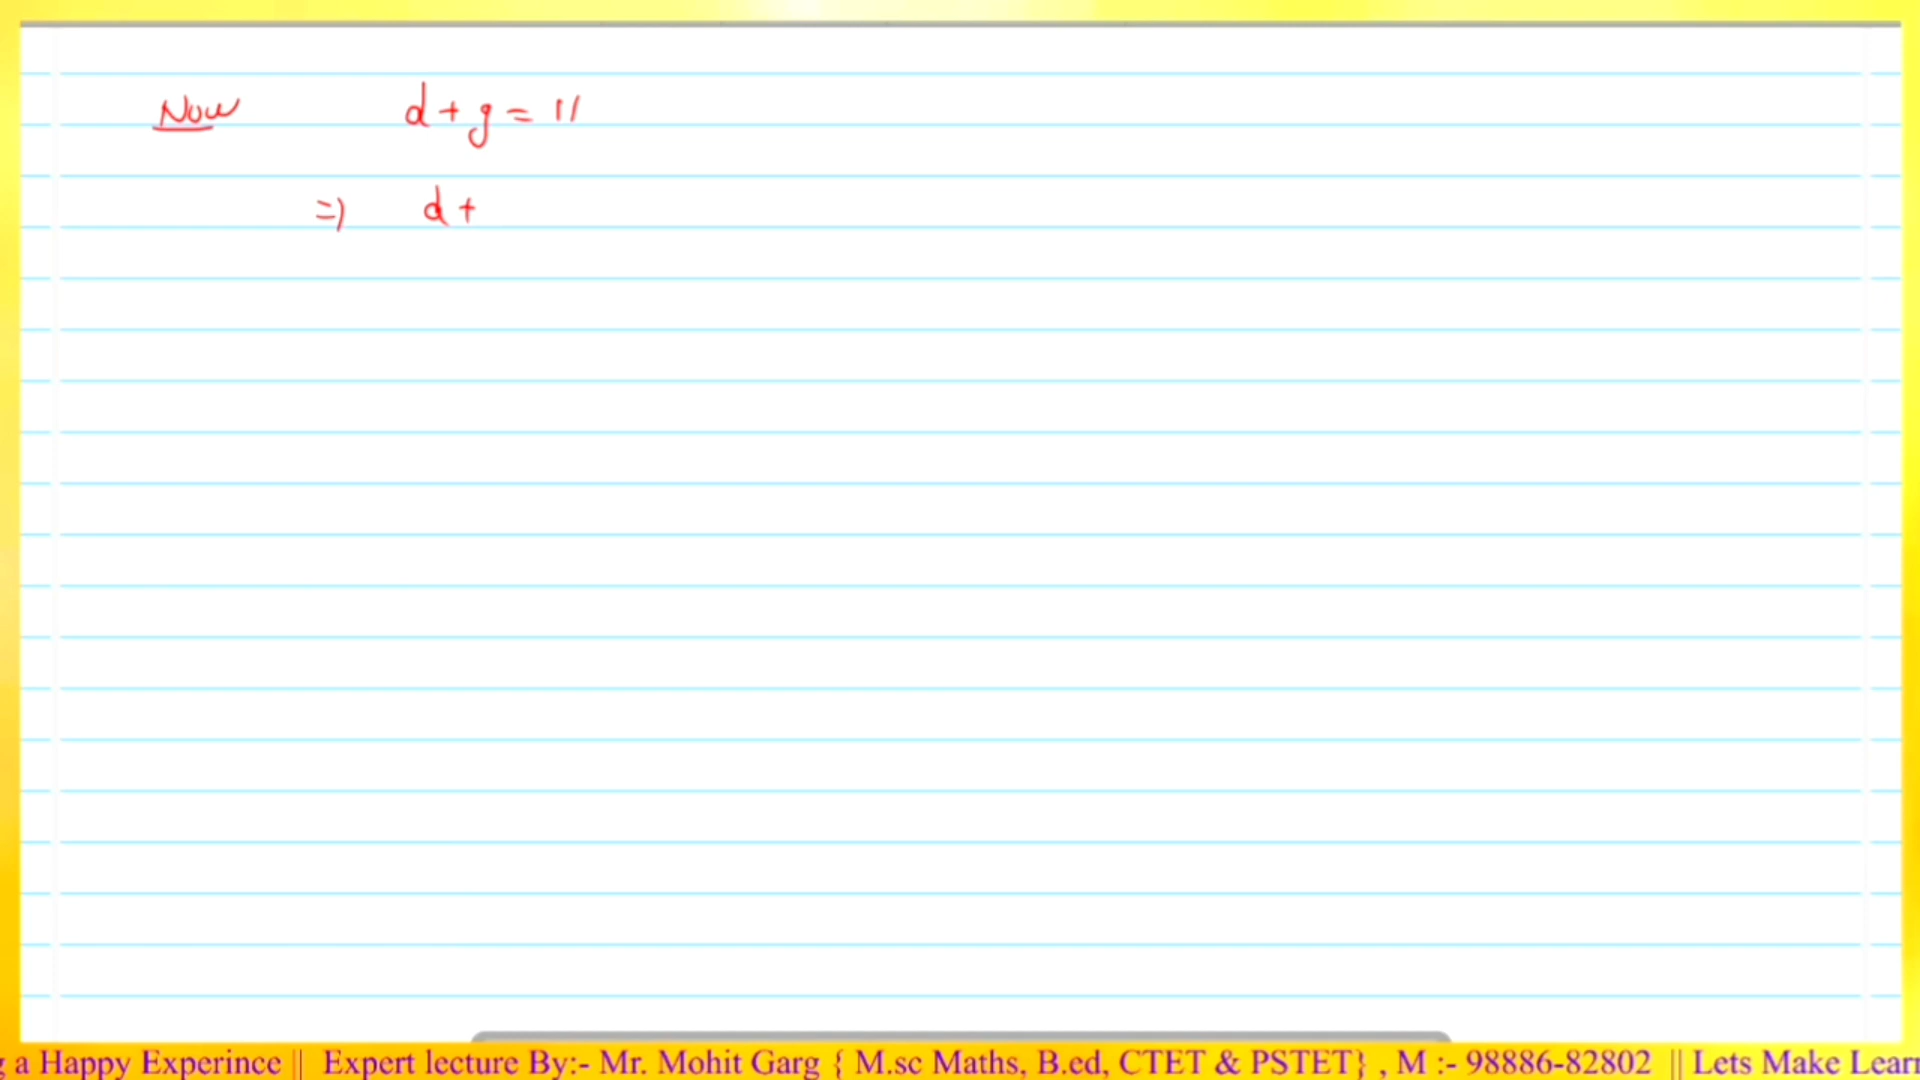 Now d + g = 11
=) d +
g a Happy Experince || Expert lecture By:- Mr. Mohit Garg { M.sc Maths, B.ed, CTET & PSTET} , M :- 98886-82802 || Lets Make Learn